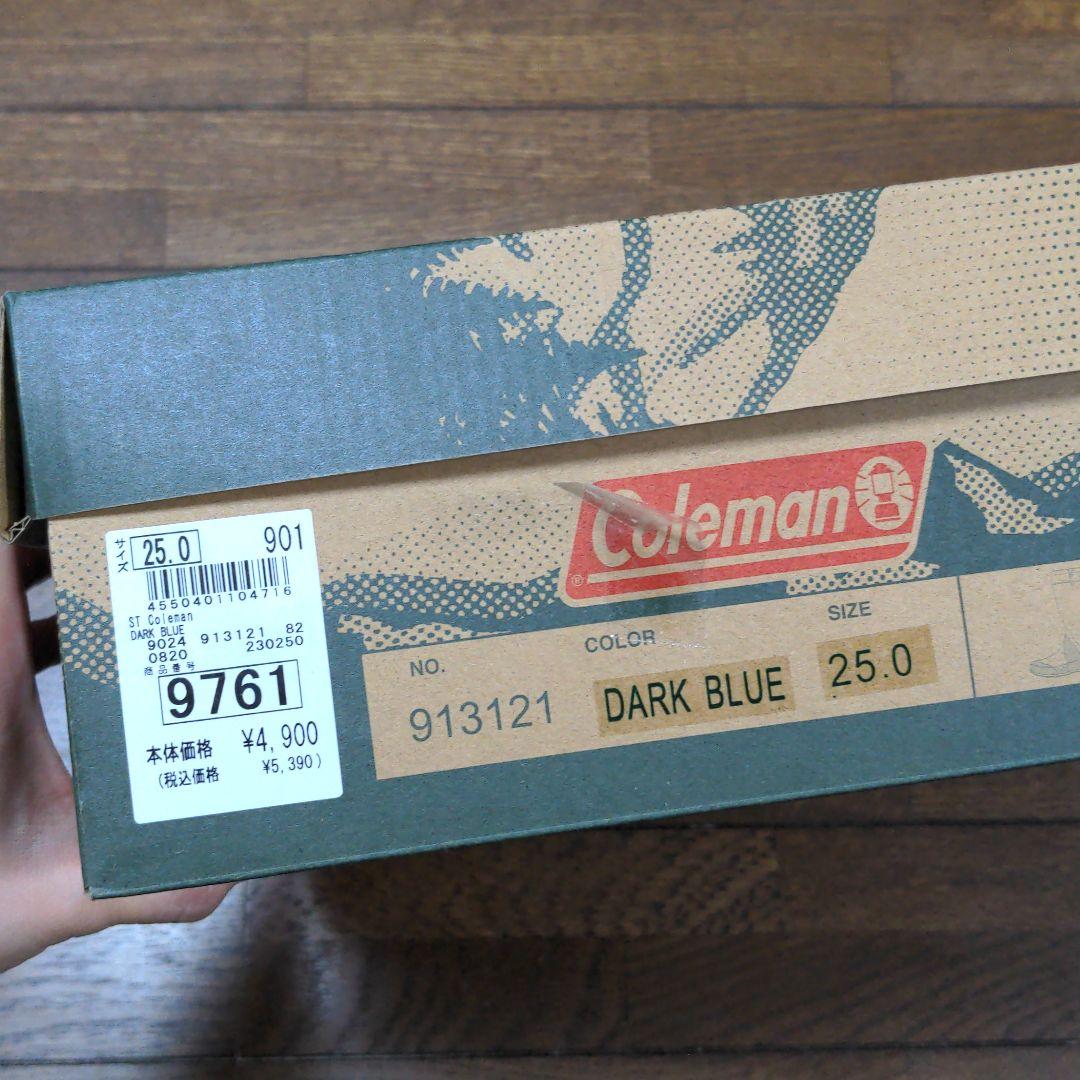 サイズ 25.0 901
4550401104716
ST Coleman
DARK BLUE
9024 913121 82
0820 230250
商品番号
9761
本体価格 ¥4,900
(税込価格 ¥5,390)
Coleman
®
NO. COLOR SIZE
913121 DARK BLUE 25.0